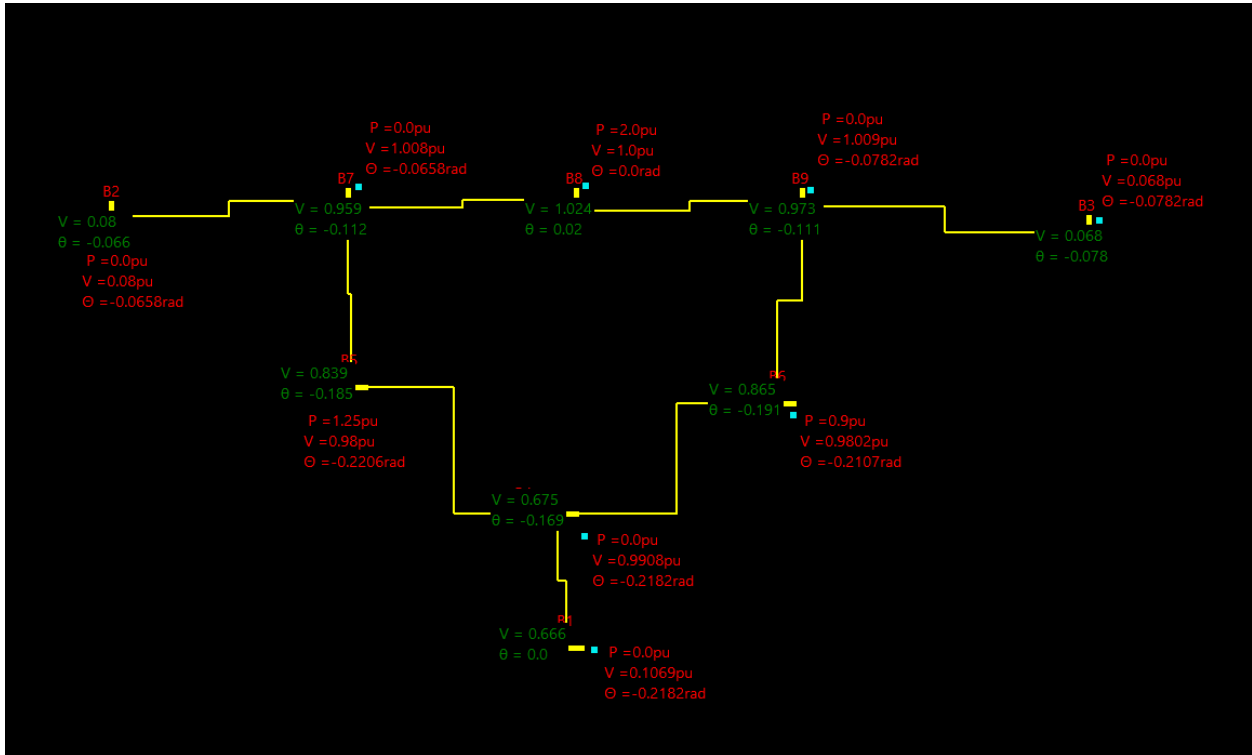 P =0.0pu
V =1.009pu
Θ =-0.0782rad
P =0.0pu
V =1.008pu
Θ =-0.0658rad
P =2.0pu
V =1.0pu
Θ =0.0rad
P =0.0pu
V =0.068pu
Θ =-0.0782rad
B2
B7
B8
B9
B3
V = 0.08
θ = -0.066
V = 0.959
θ = -0.112
V = 1.024
θ = 0.02
V = 0.973
θ = -0.111
V = 0.068
θ = -0.078
P =0.0pu
V =0.08pu
Θ =-0.0658rad
B5
V = 0.839
θ = -0.185
B6
V = 0.865
θ = -0.191
P =1.25pu
V =0.98pu
Θ =-0.2206rad
P =0.9pu
V =0.9802pu
Θ =-0.2107rad
V = 0.675
θ = -0.169
P =0.0pu
V =0.9908pu
Θ =-0.2182rad
B1
V = 0.666
θ = 0.0
P =0.0pu
V =0.1069pu
Θ =-0.2182rad